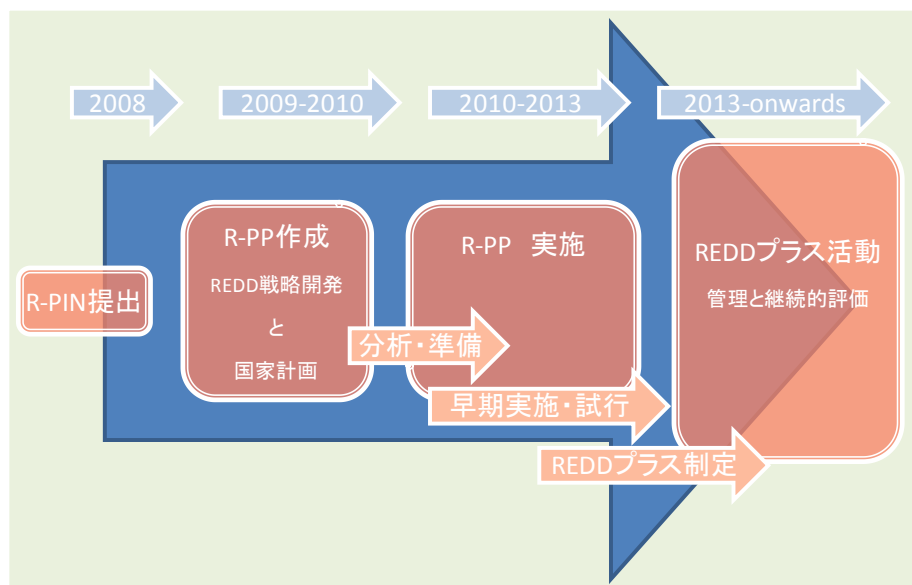 2008
2009-2010
2010-2013
2013-onwards
R-PIN提出
R-PP作成
REDD戦略開発
と
国家計画
R-PP 実施
REDDプラス活動
管理と継続的評価
分析・準備
早期実施・試行
REDDプラス制定